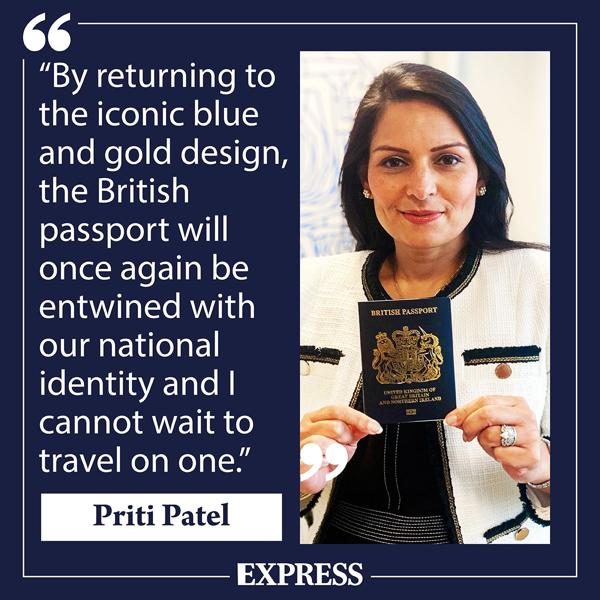 “By returning to
the iconic blue
and gold design,
the British
passport will
once again be
entwined with
our national
identity and I
cannot wait to
travel on one.”
Priti Patel
BRITISH PASSPORT
UNITED KINGDOM OF
GREAT BRITAIN
AND NORTHERN IRELAND
EXPRESS